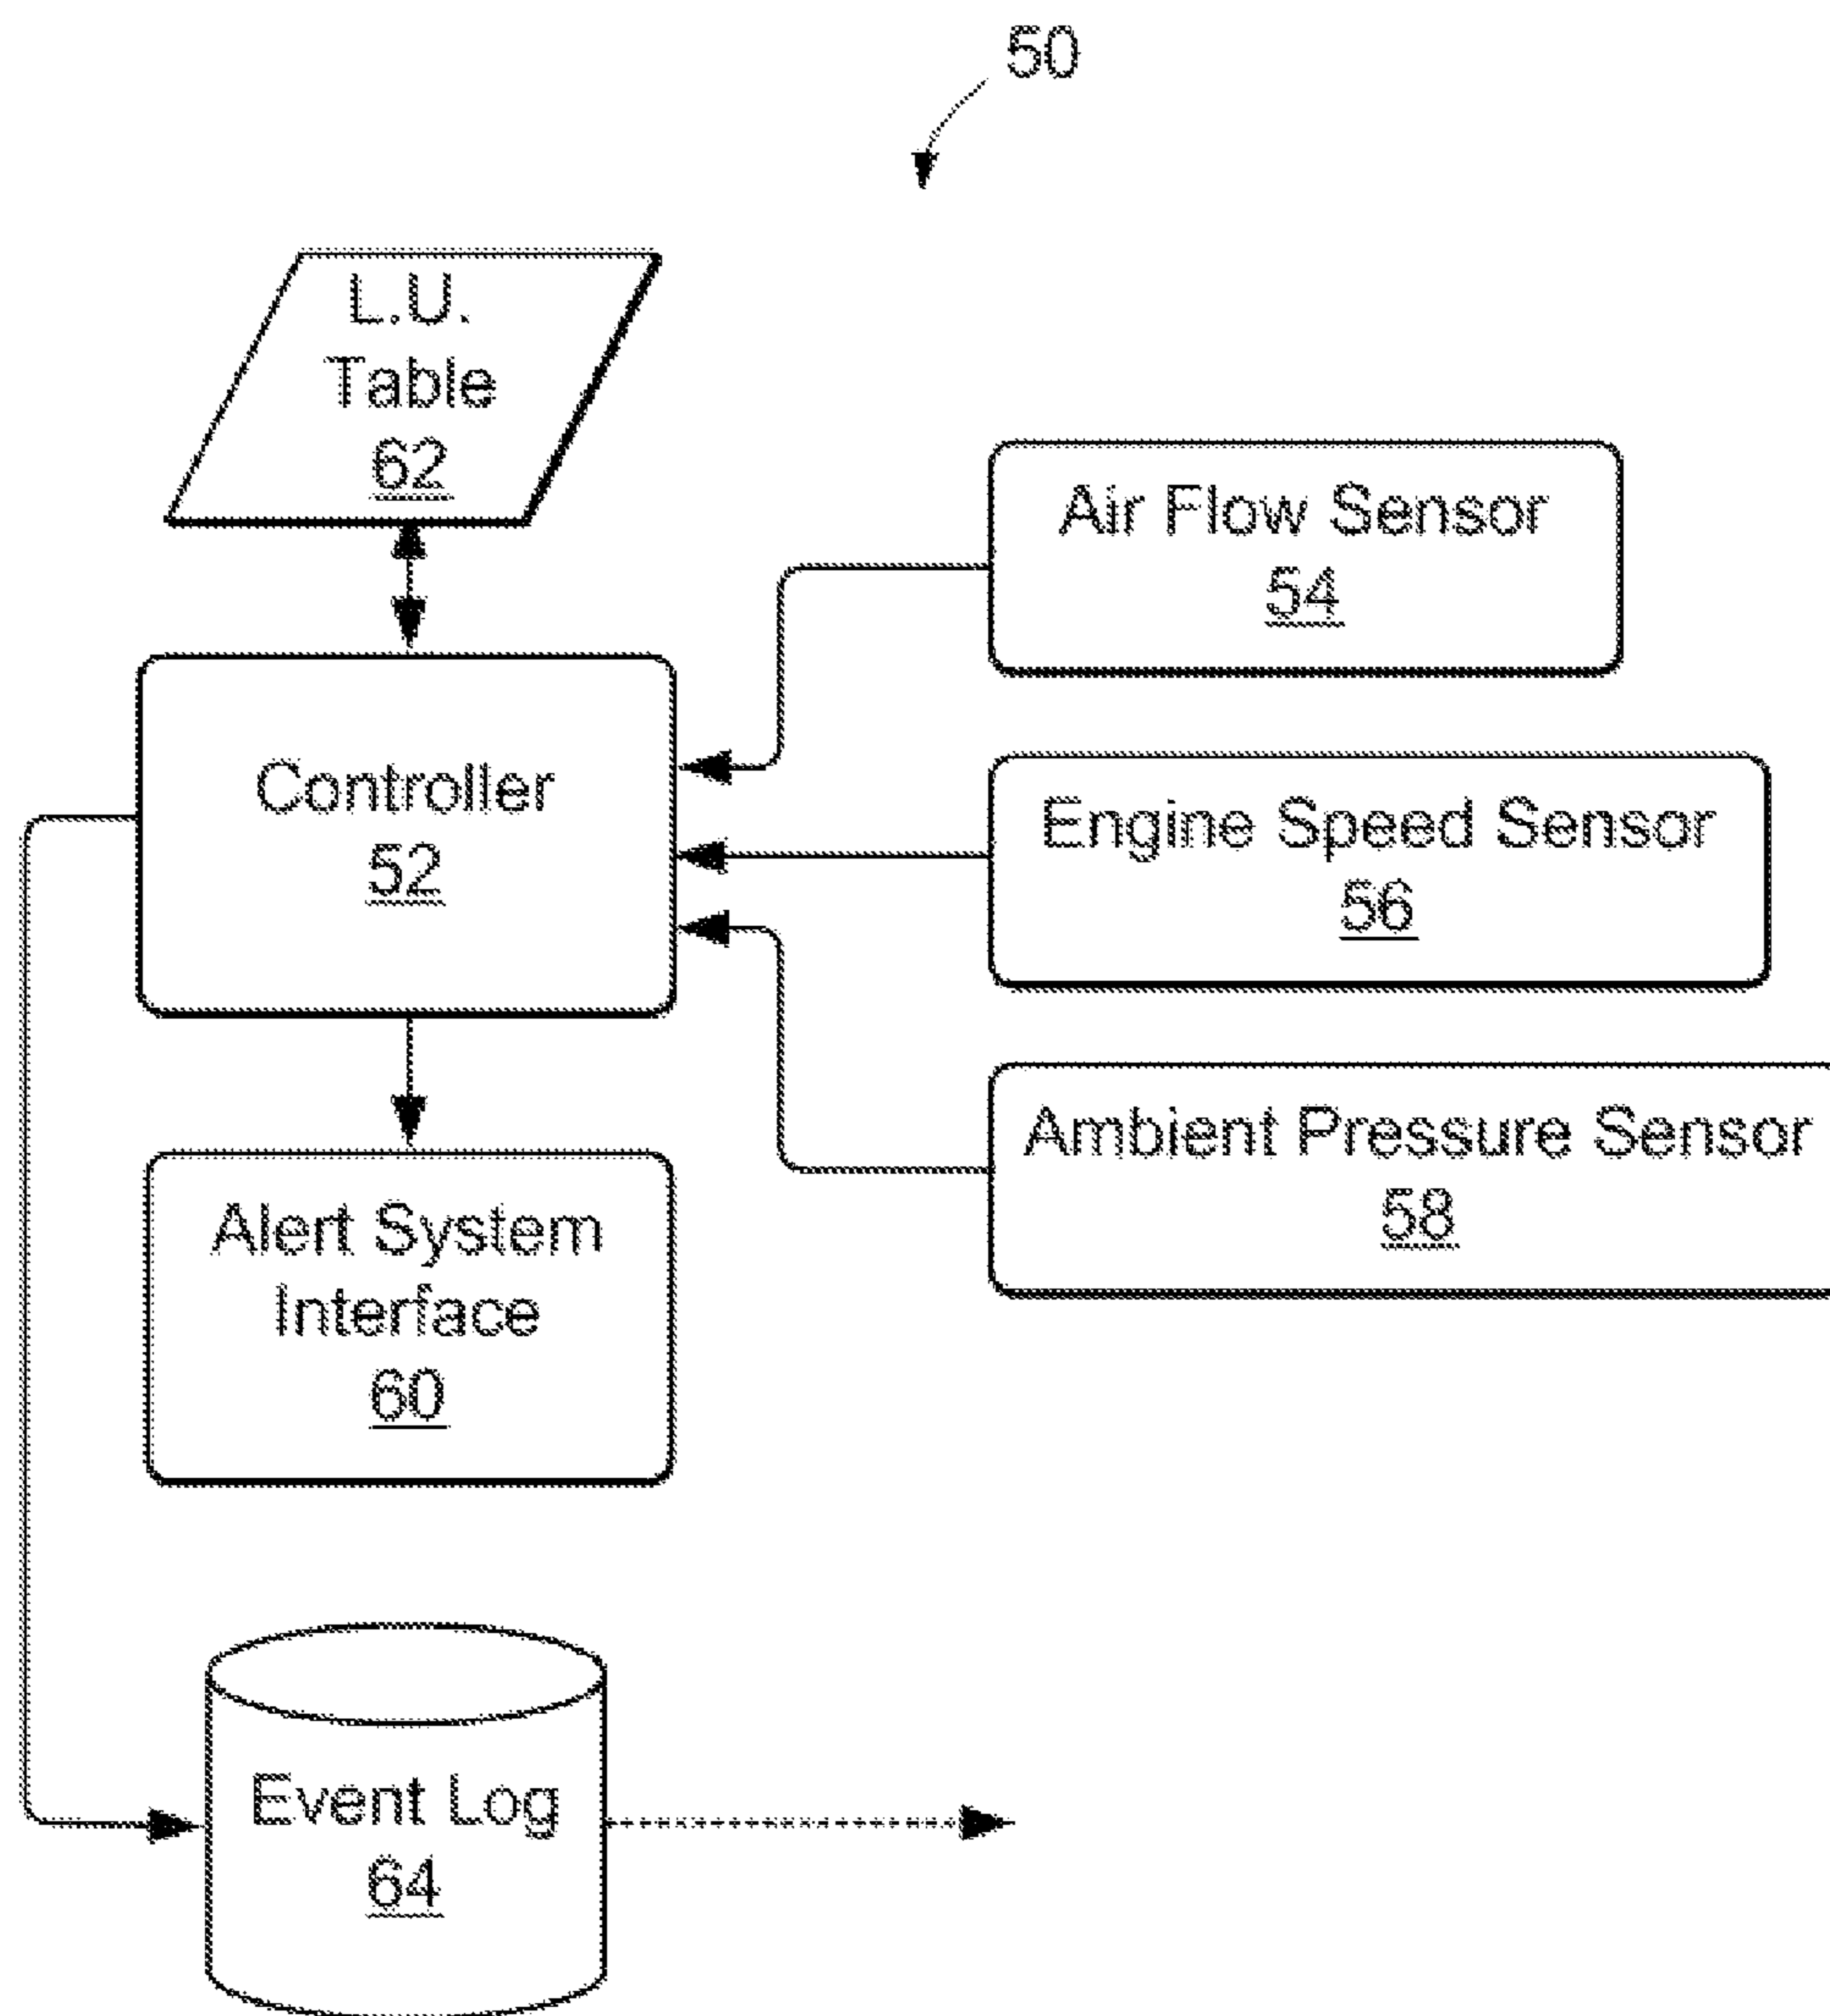 50
L.U.
Table
62
Air Flow Sensor
54
Controller
52
Engine Speed Sensor
56
Ambient Pressure Sensor
58
Alert System
Interface
60
Event Log
64